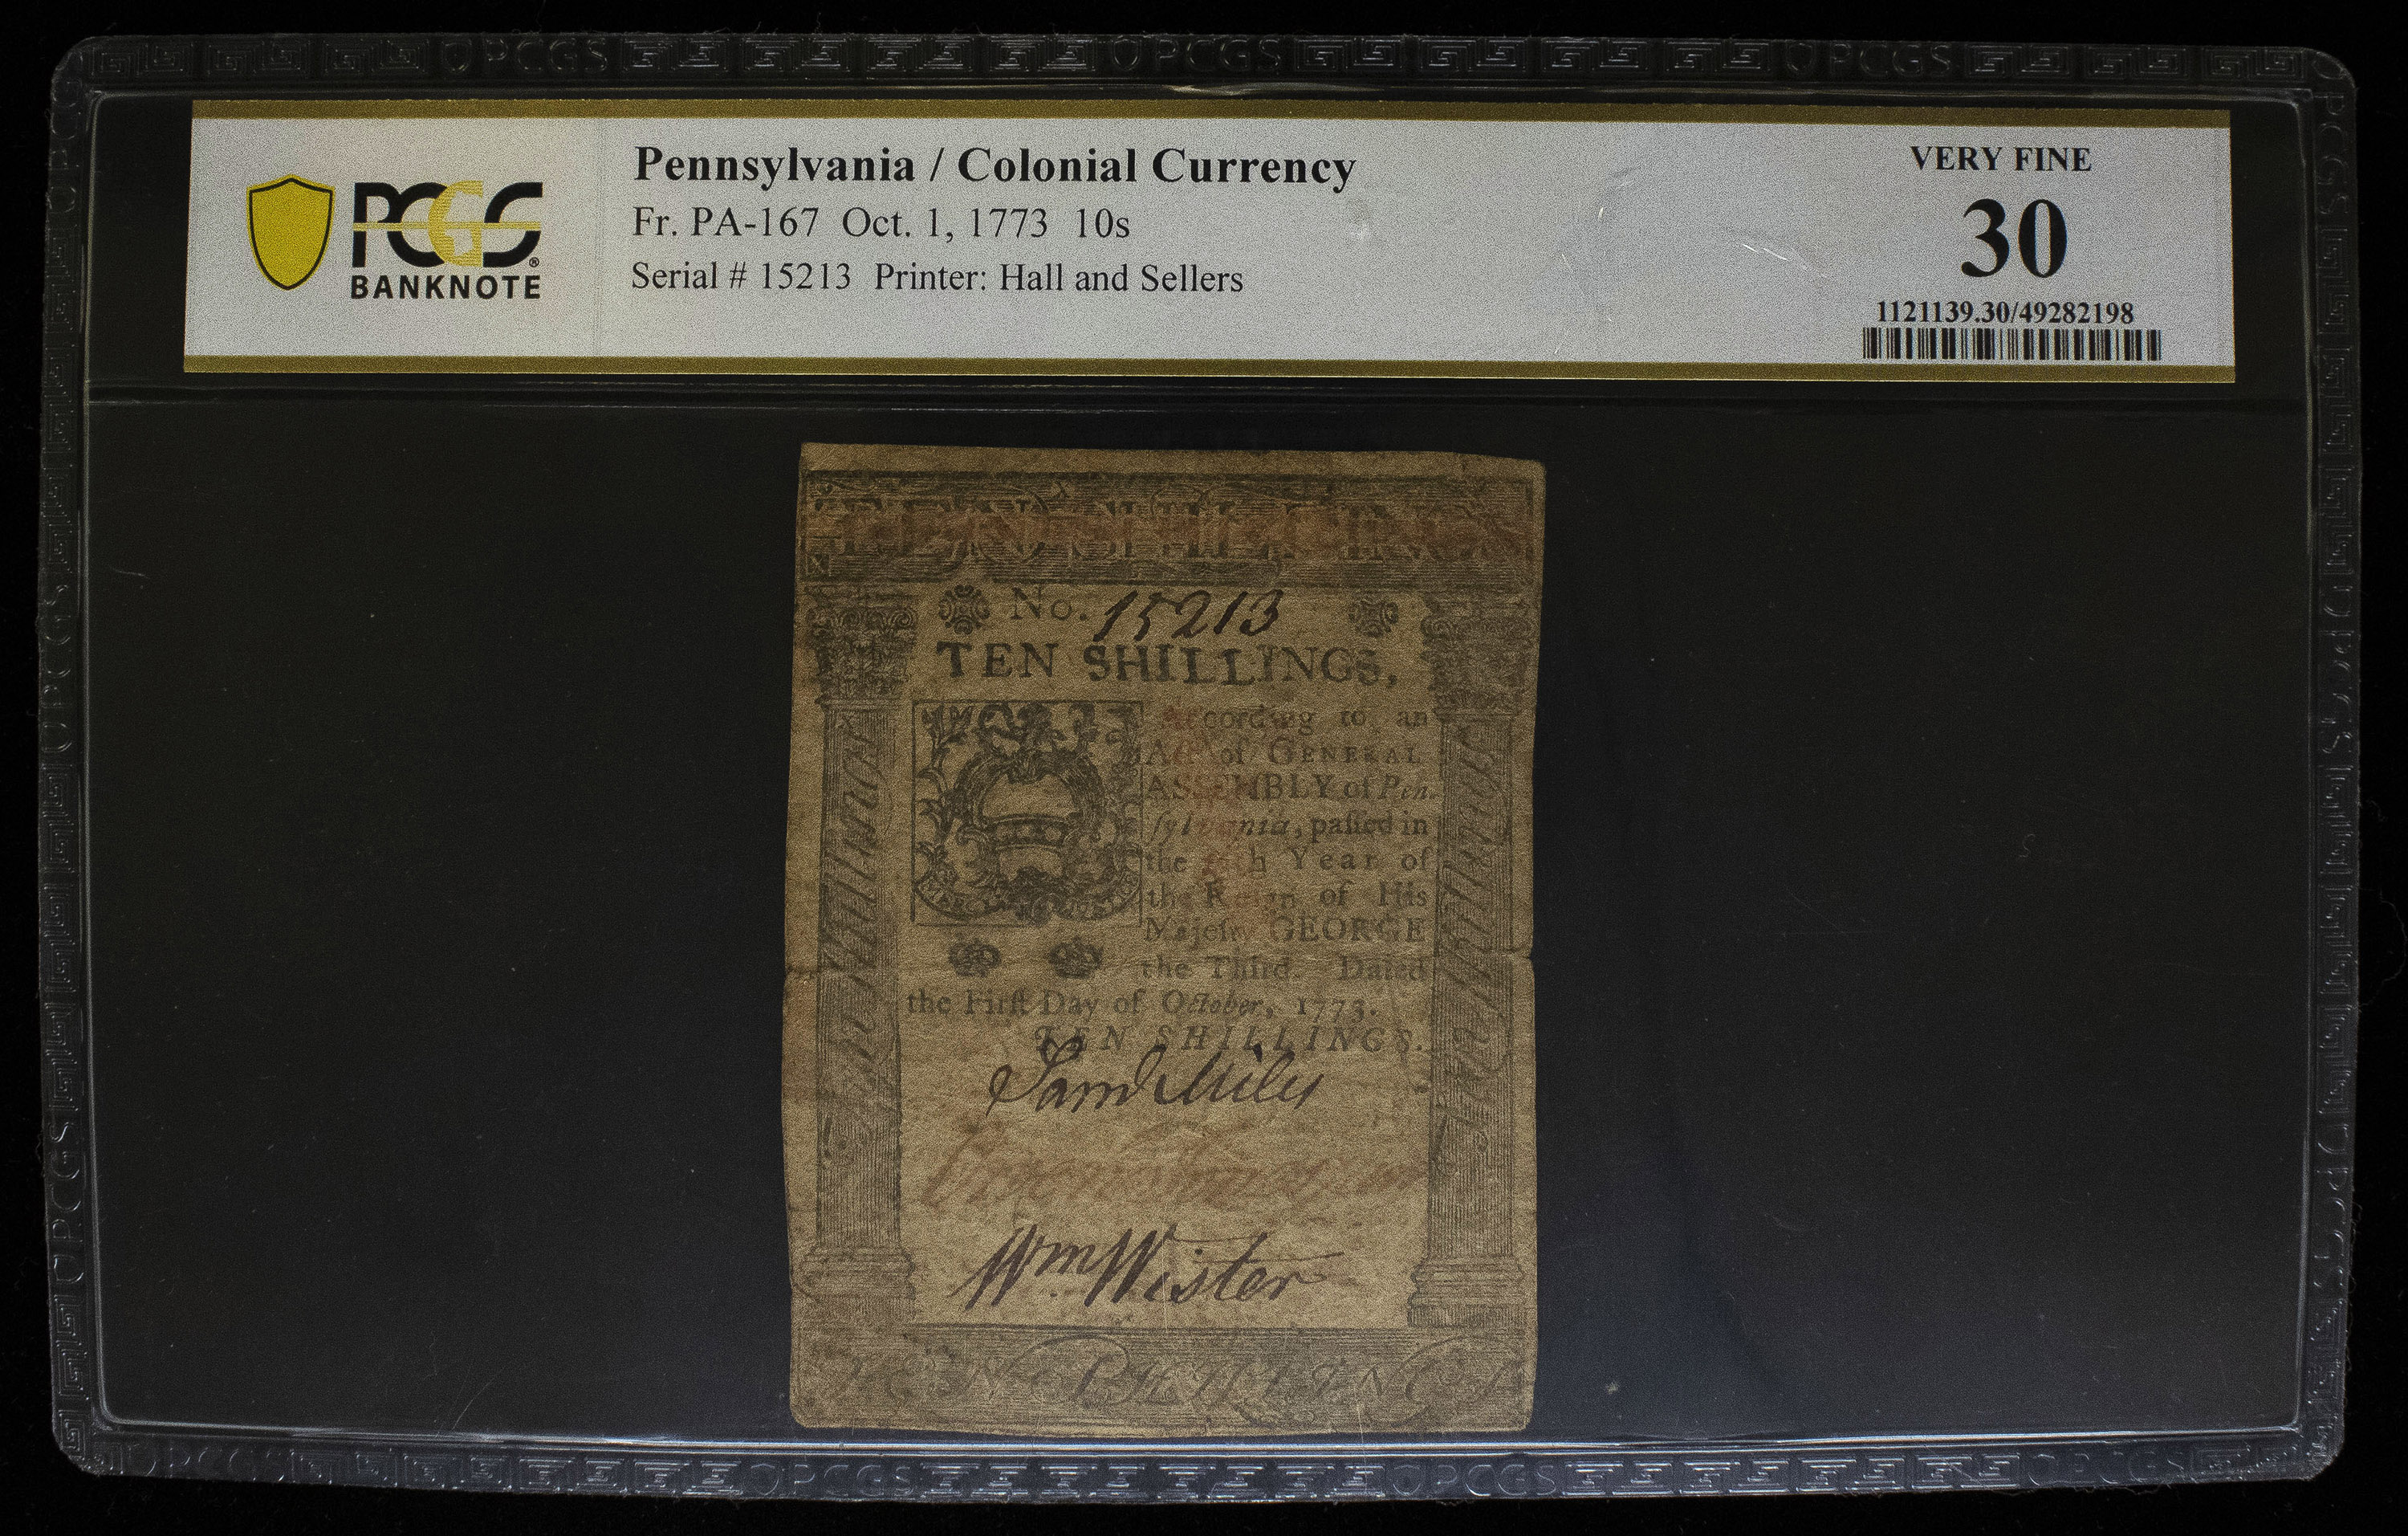 PCGS
BANKNOTE
Pennsylvania / Colonial Currency
Fr. PA-167 Oct. 1, 1773 10s
Serial # 15213 Printer: Hall and Sellers
VERY FINE
30
1121139.30/49282198
No. 15213
TEN SHILLINGS,
According to an
Act of GENERAL
ASSEMBLY of Pen-
sylvania, passed in
the Year of
the Reign of His
Majesty GEORGE
the Third. Dated
the First Day of October, 1773.
TEN SHILLINGS.
Saml Miles
Wm. Wister